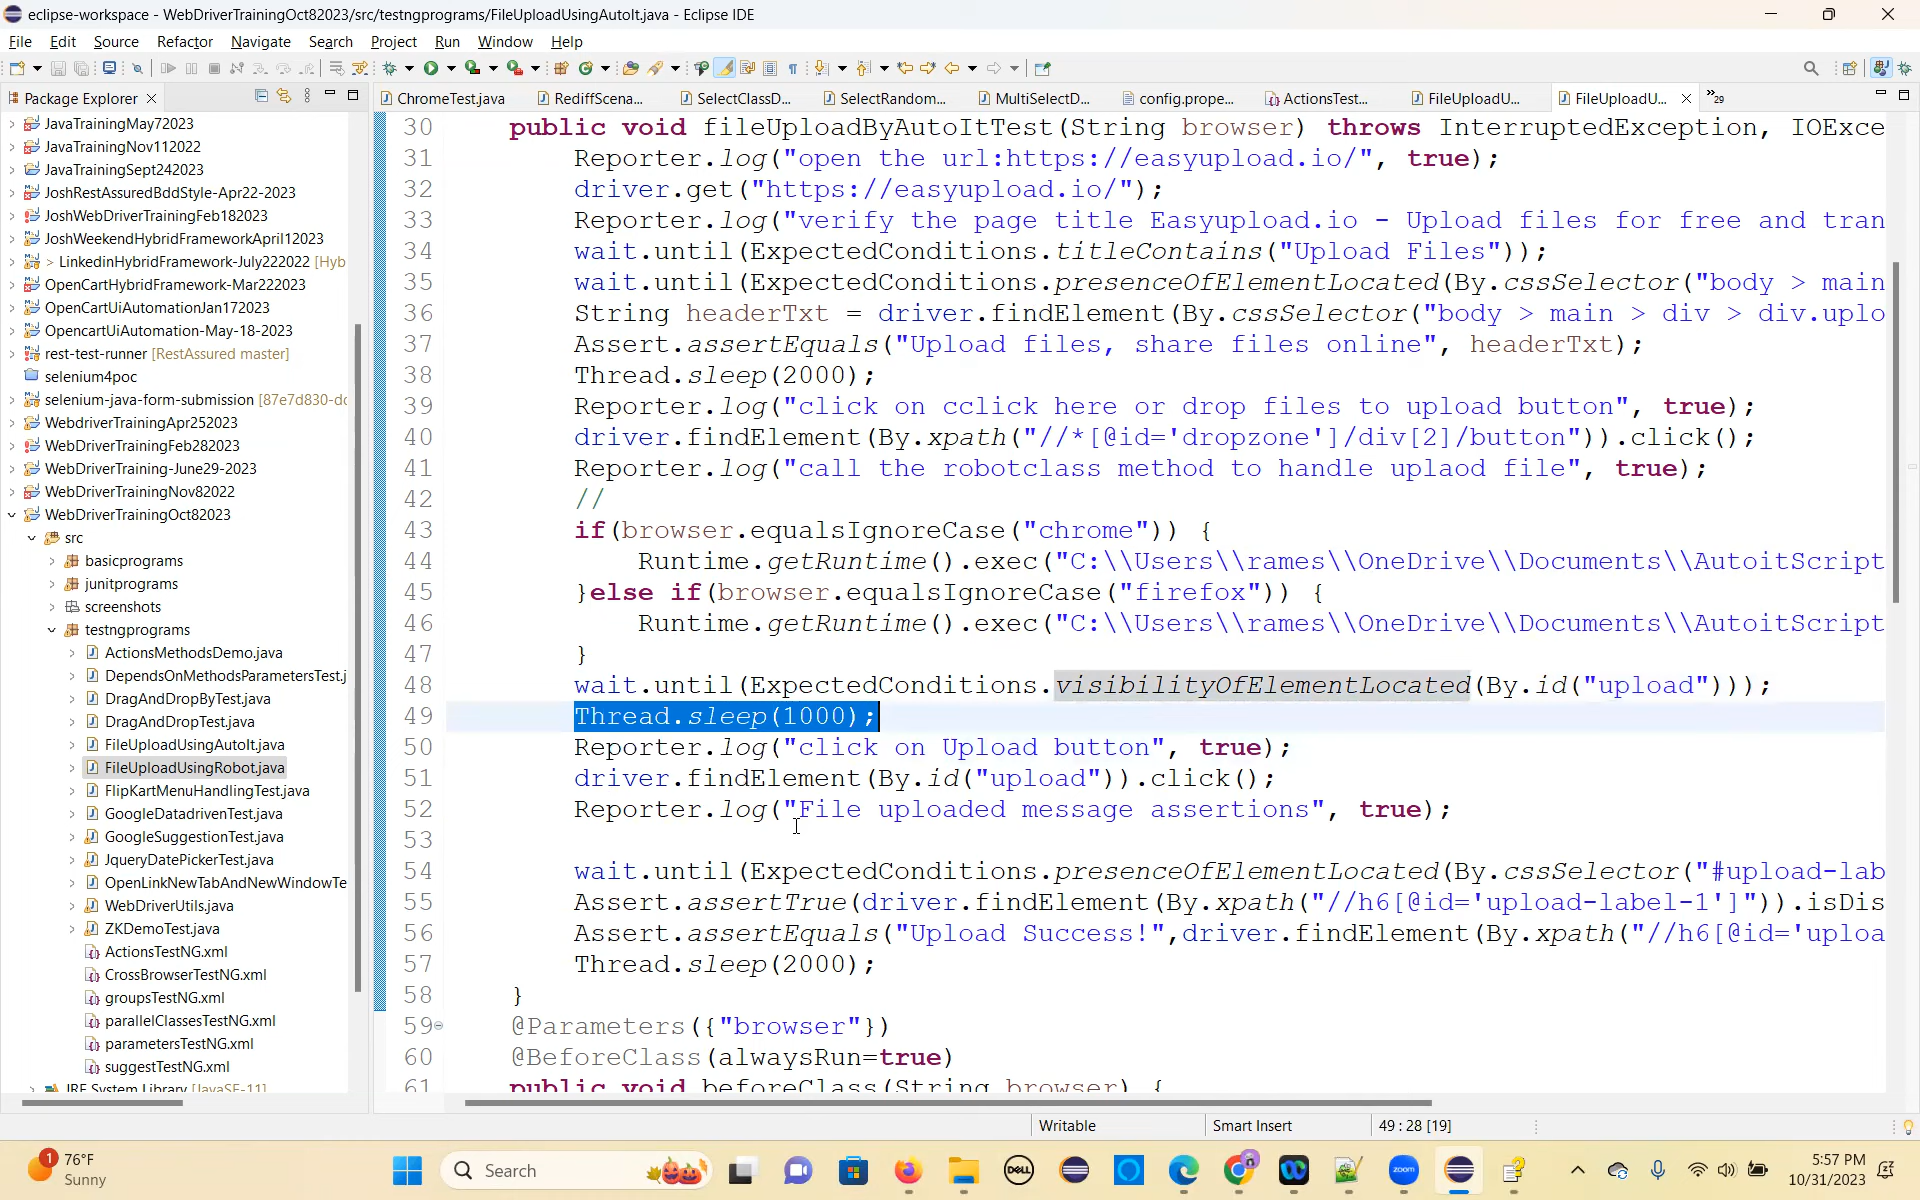 eclipse-workspace - WebDriverTrainingOct82023/src/testngprograms/FileUploadUsingAutoIt.java - Eclipse IDE
File Edit Source Refactor Navigate Search Project Run Window Help
Package Explorer
ChromeTest.java RediffScena... SelectClassD... SelectRandom... MultiSelectD... config.prope... ActionsTest... FileUploadU... FileUploadU... »29
JavaTrainingMay72023
JavaTrainingNov112022
JavaTrainingSept242023
JoshRestAssuredBddStyle-Apr22-2023
JoshWebDriverTrainingFeb182023
JoshWeekendHybridFrameworkApril12023
> LinkedinHybridFramework-July222022 [Hyb
OpenCartHybridFramework-Mar222023
OpenCartUiAutomationJan172023
OpencartUiAutomation-May-18-2023
rest-test-runner [RestAssured master]
selenium4poc
selenium-java-form-submission [87e7d830-dc
WebdriverTrainingApr252023
WebDriverTrainingFeb282023
WebDriverTraining-June29-2023
WebDriverTrainingNov82022
WebDriverTrainingOct82023
src
basicprograms
junitprograms
screenshots
testngprograms
ActionsMethodsDemo.java
DependsOnMethodsParametersTest.j
DragAndDropByTest.java
DragAndDropTest.java
FileUploadUsingAutoIt.java
FileUploadUsingRobot.java
FlipKartMenuHandlingTest.java
GoogleDatadrivenTest.java
GoogleSuggestionTest.java
JqueryDatePickerTest.java
OpenLinkNewTabAndNewWindowTe
WebDriverUtils.java
ZKDemoTest.java
ActionsTestNG.xml
CrossBrowserTestNG.xml
groupsTestNG.xml
parallelClassesTestNG.xml
parametersTestNG.xml
suggestTestNG.xml
JRE System Library [JavaSE-11]
30 public void fileUploadByAutoItTest(String browser) throws InterruptedException, IOExce
31 Reporter.log("open the url:https://easyupload.io/", true);
32 driver.get("https://easyupload.io/");
33 Reporter.log("verify the page title Easyupload.io - Upload files for free and tran
34 wait.until(ExpectedConditions.titleContains("Upload Files"));
35 wait.until(ExpectedConditions.presenceOfElementLocated(By.cssSelector("body > main
36 String headerTxt = driver.findElement(By.cssSelector("body > main > div > div.uplo
37 Assert.assertEquals("Upload files, share files online", headerTxt);
38 Thread.sleep(2000);
39 Reporter.log("click on cclick here or drop files to upload button", true);
40 driver.findElement(By.xpath("//*[@id='dropzone']/div[2]/button")).click();
41 Reporter.log("call the robotclass method to handle uplaod file", true);
42 //
43 if(browser.equalsIgnoreCase("chrome")) {
44 Runtime.getRuntime().exec("C:\\Users\\rames\\OneDrive\\Documents\\AutoitScript
45 }else if(browser.equalsIgnoreCase("firefox")) {
46 Runtime.getRuntime().exec("C:\\Users\\rames\\OneDrive\\Documents\\AutoitScript
47 }
48 wait.until(ExpectedConditions.visibilityOfElementLocated(By.id("upload")));
49 Thread.sleep(1000);
50 Reporter.log("click on Upload button", true);
51 driver.findElement(By.id("upload")).click();
52 Reporter.log("File uploaded message assertions", true);
53
54 wait.until(ExpectedConditions.presenceOfElementLocated(By.cssSelector("#upload-lab
55 Assert.assertTrue(driver.findElement(By.xpath("//h6[@id='upload-label-1']")).isDis
56 Assert.assertEquals("Upload Success!",driver.findElement(By.xpath("//h6[@id='uploa
57 Thread.sleep(2000);
58 }
59 @Parameters({"browser"})
60 @BeforeClass(alwaysRun=true)
61 public void beforeClass(String browser) {
Writable Smart Insert 49 : 28 [19]
1 76°F
Sunny
Search
DELL
zoom
5:57 PM
10/31/2023